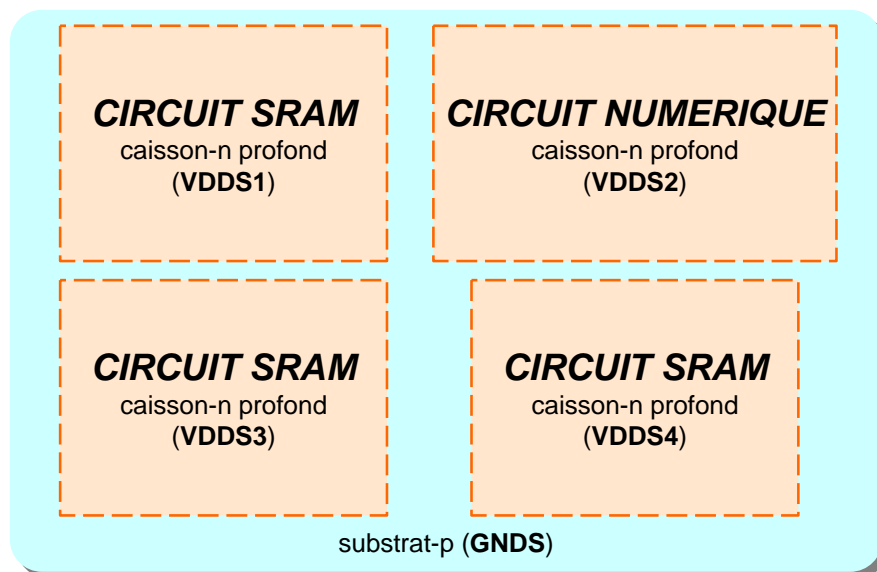 CIRCUIT SRAM
caisson-n profond
(VDDS1)
CIRCUIT NUMERIQUE
caisson-n profond
(VDDS2)
CIRCUIT SRAM
caisson-n profond
(VDDS3)
CIRCUIT SRAM
caisson-n profond
(VDDS4)
substrat-p (GNDS)